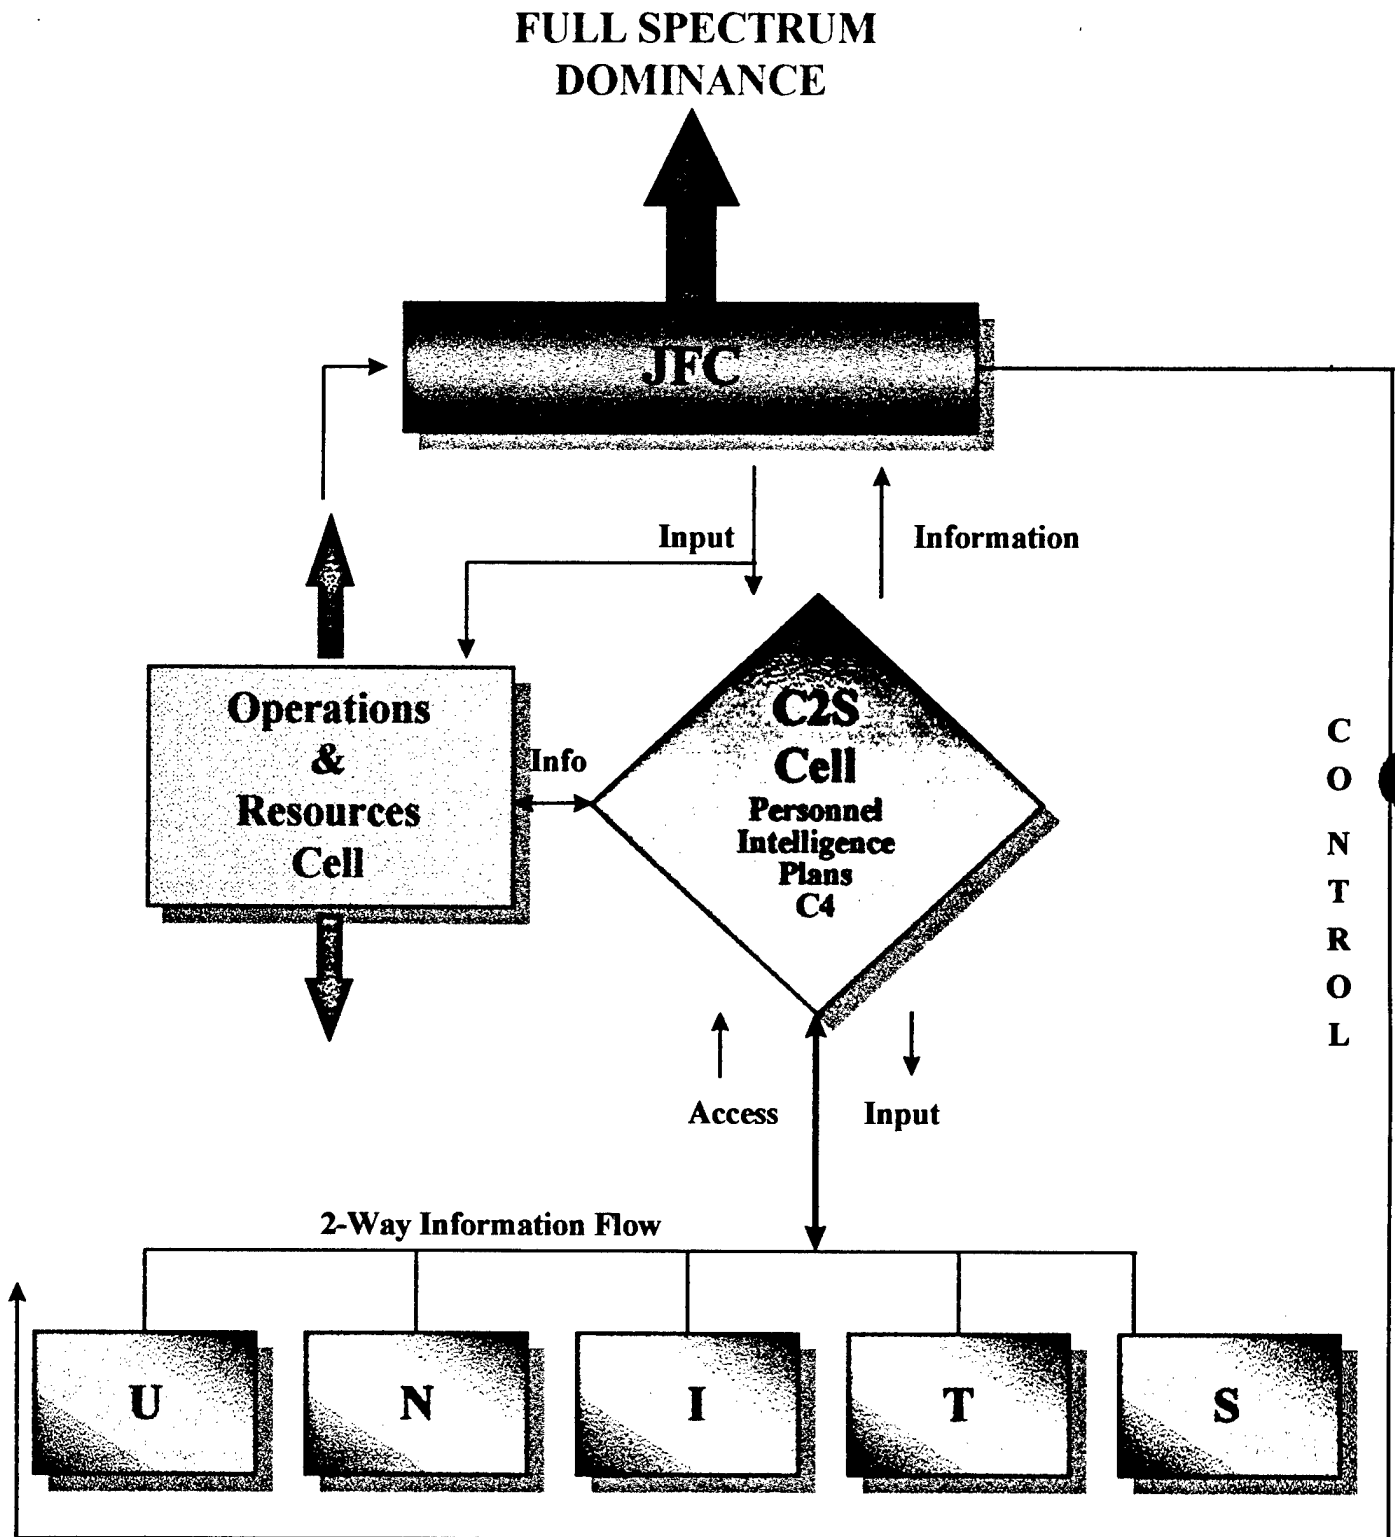 FULL SPECTRUM
DOMINANCE
JFC
Input
Information
Operations
&
Resources
Cell
Info
C2S
Cell
Personnel
Intelligence
Plans
C4
C
O
N
T
R
O
L
Access
Input
2-Way Information Flow
U
N
I
T
S